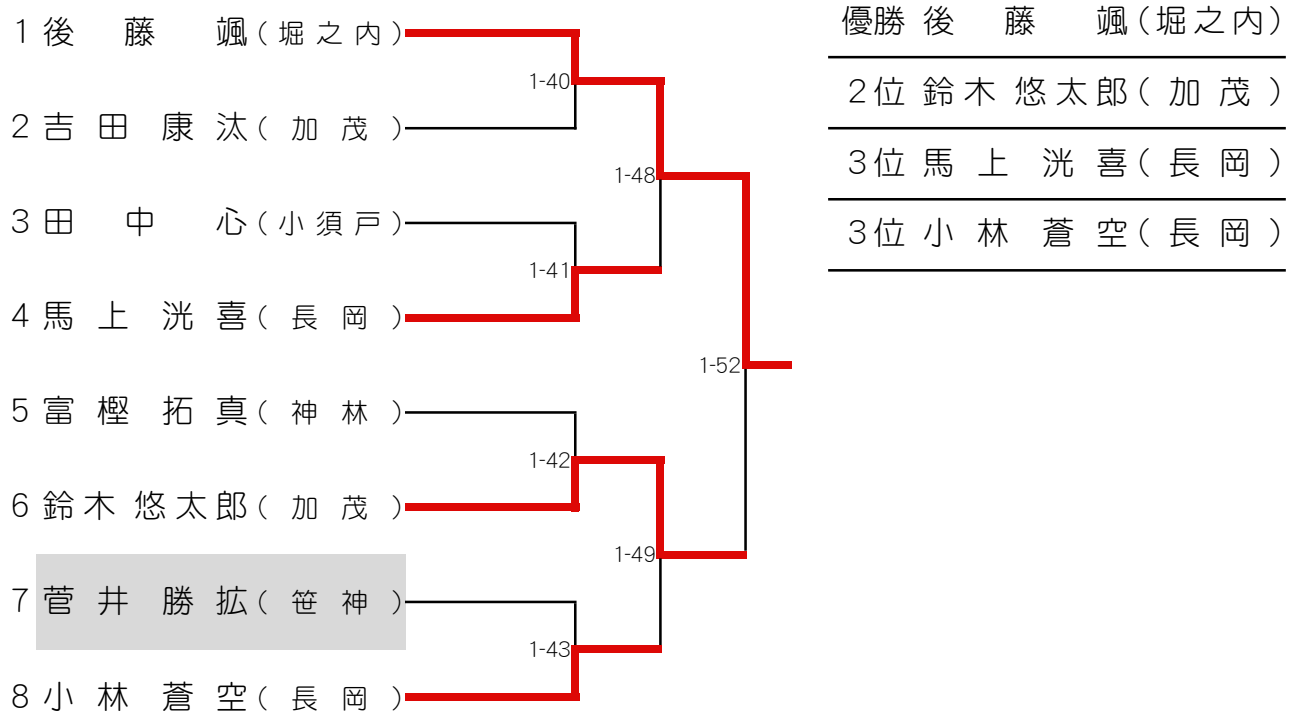 1 後藤颯(堀之内)
1-40
2 吉田康汰(加茂)
1-48
3 田中心(小須戸)
1-41
4 馬上洸喜(長岡)
1-52
5 富樫拓真(神林)
1-42
6 鈴木悠太郎(加茂)
1-49
7 菅井勝拡(笹神)
1-43
8 小林蒼空(長岡)
優勝 後藤颯(堀之内)
2位 鈴木悠太郎(加茂)
3位 馬上洸喜(長岡)
3位 小林蒼空(長岡)